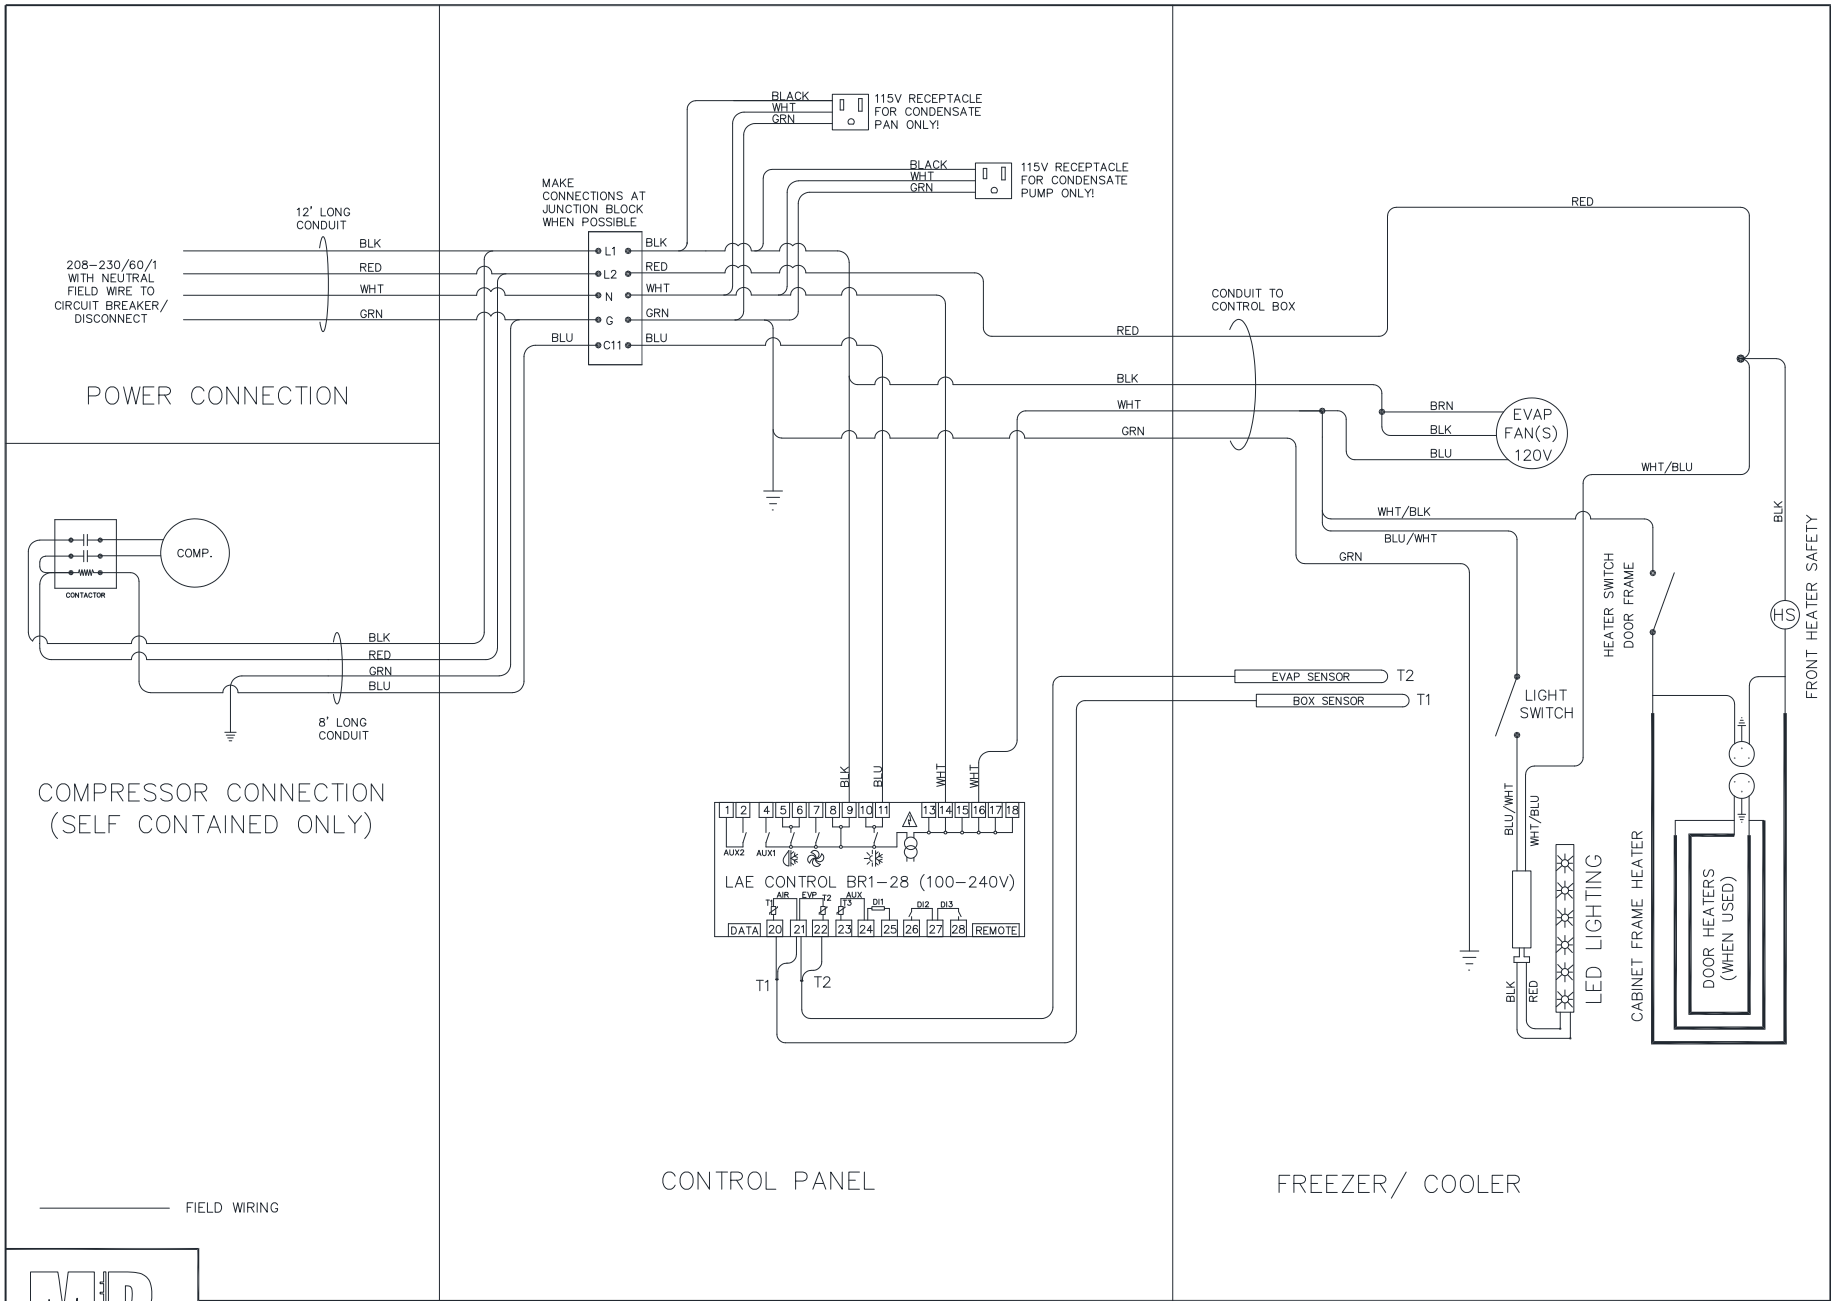 12' LONG
CONDUIT
208-230/60/1
WITH NEUTRAL
FIELD WIRE TO
CIRCUIT BREAKER/
DISCONNECT
BLK
RED
WHT
GRN
POWER CONNECTION
COMP.
CONTACTOR
BLK
RED
GRN
BLU
8' LONG
CONDUIT
COMPRESSOR CONNECTION
(SELF CONTAINED ONLY)
FIELD WIRING
BLACK
WHT
GRN
115V RECEPTACLE
FOR CONDENSATE
PAN ONLY!
BLACK
WHT
GRN
115V RECEPTACLE
FOR CONDENSATE
PUMP ONLY!
MAKE
CONNECTIONS AT
JUNCTION BLOCK
WHEN POSSIBLE
L1 BLK
L2 RED
N WHT
G GRN
BLU C11 BLU
RED
BLK
WHT
GRN
BLK
BLU
WHT
WHT
1 2 4 5 6 7 8 9 10 11 13 14 15 16 17 18
AUX2 AUX1
LAE CONTROL BR1-28 (100-240V)
T1 AIR EVP T2 T3 AUX DI1 DI2 DI3
DATA 20 21 22 23 24 25 26 27 28 REMOTE
T1
T2
CONTROL PANEL
CONDUIT TO
CONTROL BOX
RED
BRN
BLK
BLU
EVAP
FAN(S)
120V
WHT/BLU
WHT/BLK
BLU/WHT
GRN
EVAP SENSOR T2
BOX SENSOR T1
LIGHT
SWITCH
HEATER SWITCH
DOOR FRAME
BLK
HS
FRONT HEATER SAFETY
BLU/WHT
WHT/BLU
BLK
RED
LED LIGHTING
CABINET FRAME HEATER
DOOR HEATERS
(WHEN USED)
FREEZER/ COOLER